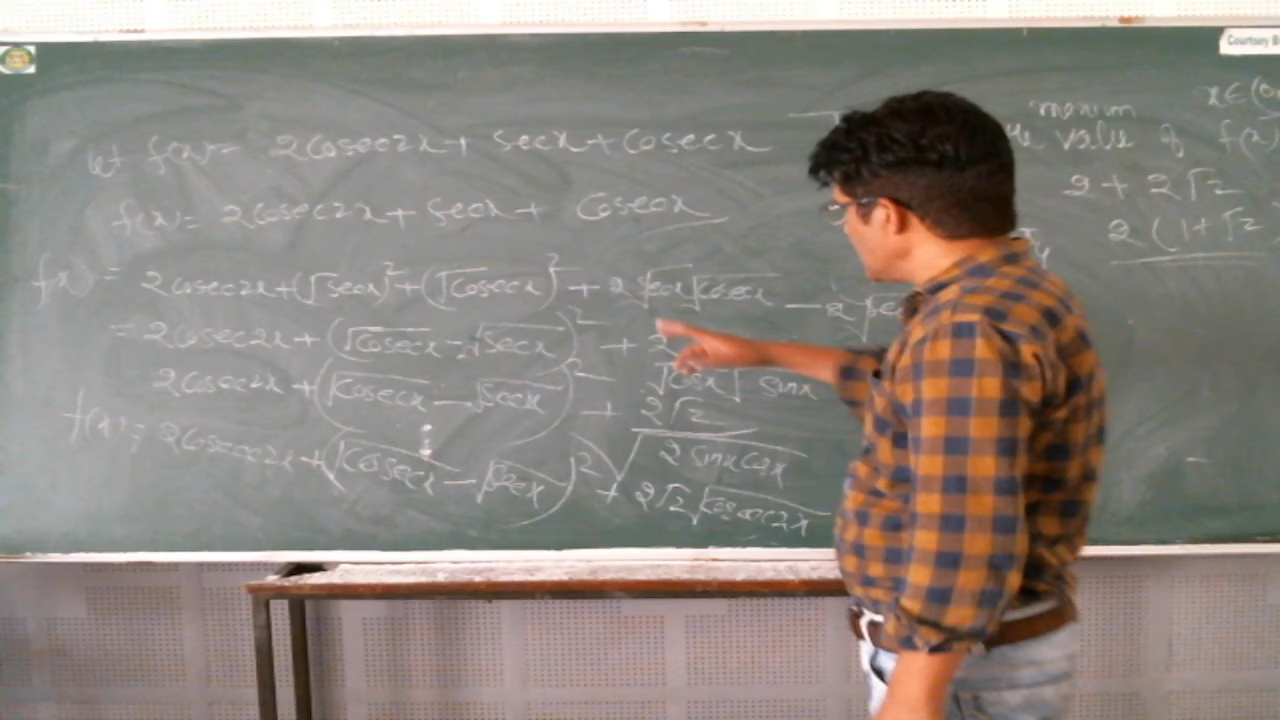 let f(x) = 2cosec2x + secx + cosecx
f(x) = 2cosec2x + secx + cosecx
f(x) = 2cosec2x + (√secx)² + (√cosecx)² + 2√secx√cosecx - 2√sec
= 2cosec2x + (√cosecx - √secx)² + 2
√cosx√sinx
2cosec2x + (√cosecx - √secx)² + 2√2
√2sinxcosx
f(x) = 2cosec2x + (√cosecx - √secx)² + 2√2√cosec2x
x∈(0
value of f(x)
2 + 2√2
2(1+√2
Courtsey B